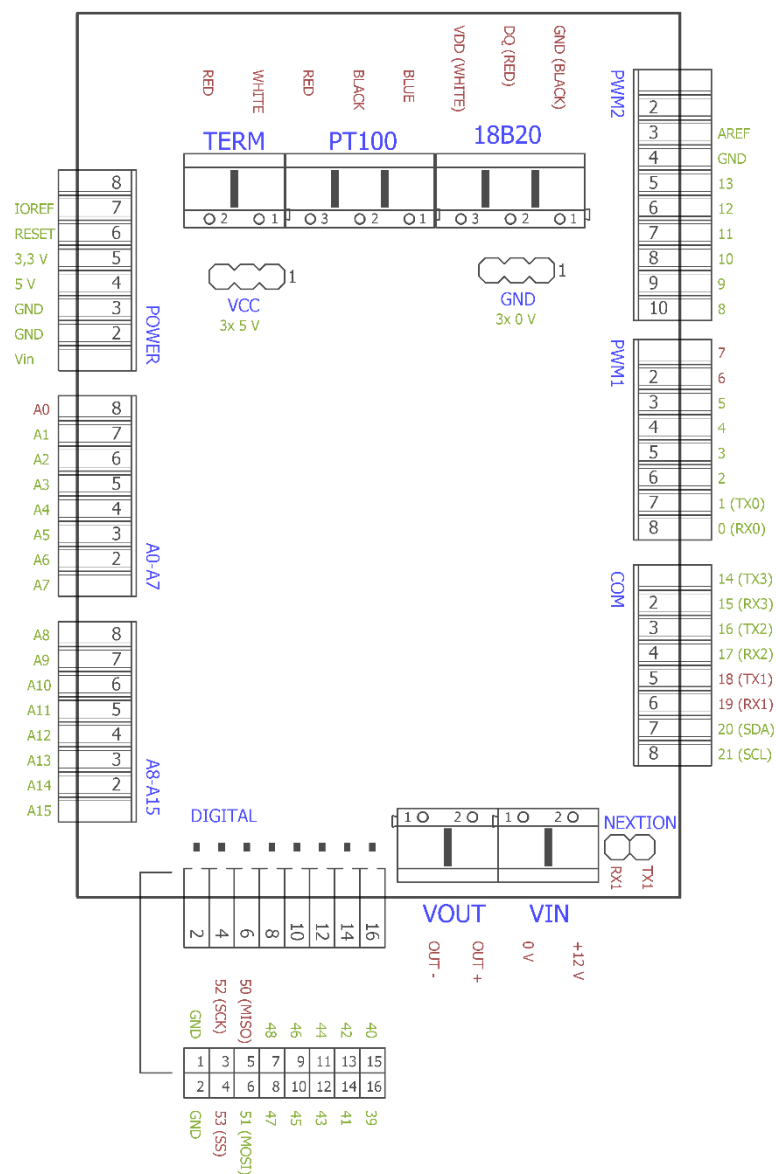 RED
WHITE
RED
BLACK
BLUE
VDD (WHITE)
DQ (RED)
GND (BLACK)
TERM
PT100
18B20
2 1
3 2 1
3 2 1
1
VCC
3x 5 V
1
GND
3x 0 V
PWM2
2
3 AREF
4 GND
5 13
6 12
7 11
8 10
9 9
10 8
8
IOREF 7
RESET 6
3,3 V 5
5 V 4
GND 3
GND 2
Vin
POWER
PWM1
7
2 6
3 5
4 4
5 3
6 2
7 1 (TX0)
8 0 (RX0)
A0 8
A1 7
A2 6
A3 5
A4 4
A5 3
A6 2
A7
A0-A7
COM
14 (TX3)
2 15 (RX3)
3 16 (TX2)
4 17 (RX2)
5 18 (TX1)
6 19 (RX1)
7 20 (SDA)
8 21 (SCL)
A8 8
A9 7
A10 6
A11 5
A12 4
A13 3
A14 2
A15
A8-A15
DIGITAL
2 4 6 8 10 12 14 16
1 2
1 2
NEXTION
RX1
TX1
VOUT
VIN
OUT -
OUT +
0 V
+12 V
GND
52 (SCK)
50 (MISO)
48
46
44
42
40
1 3 5 7 9 11 13 15
2 4 6 8 10 12 14 16
GND
53 (SS)
51 (MOSI)
47
45
43
41
39